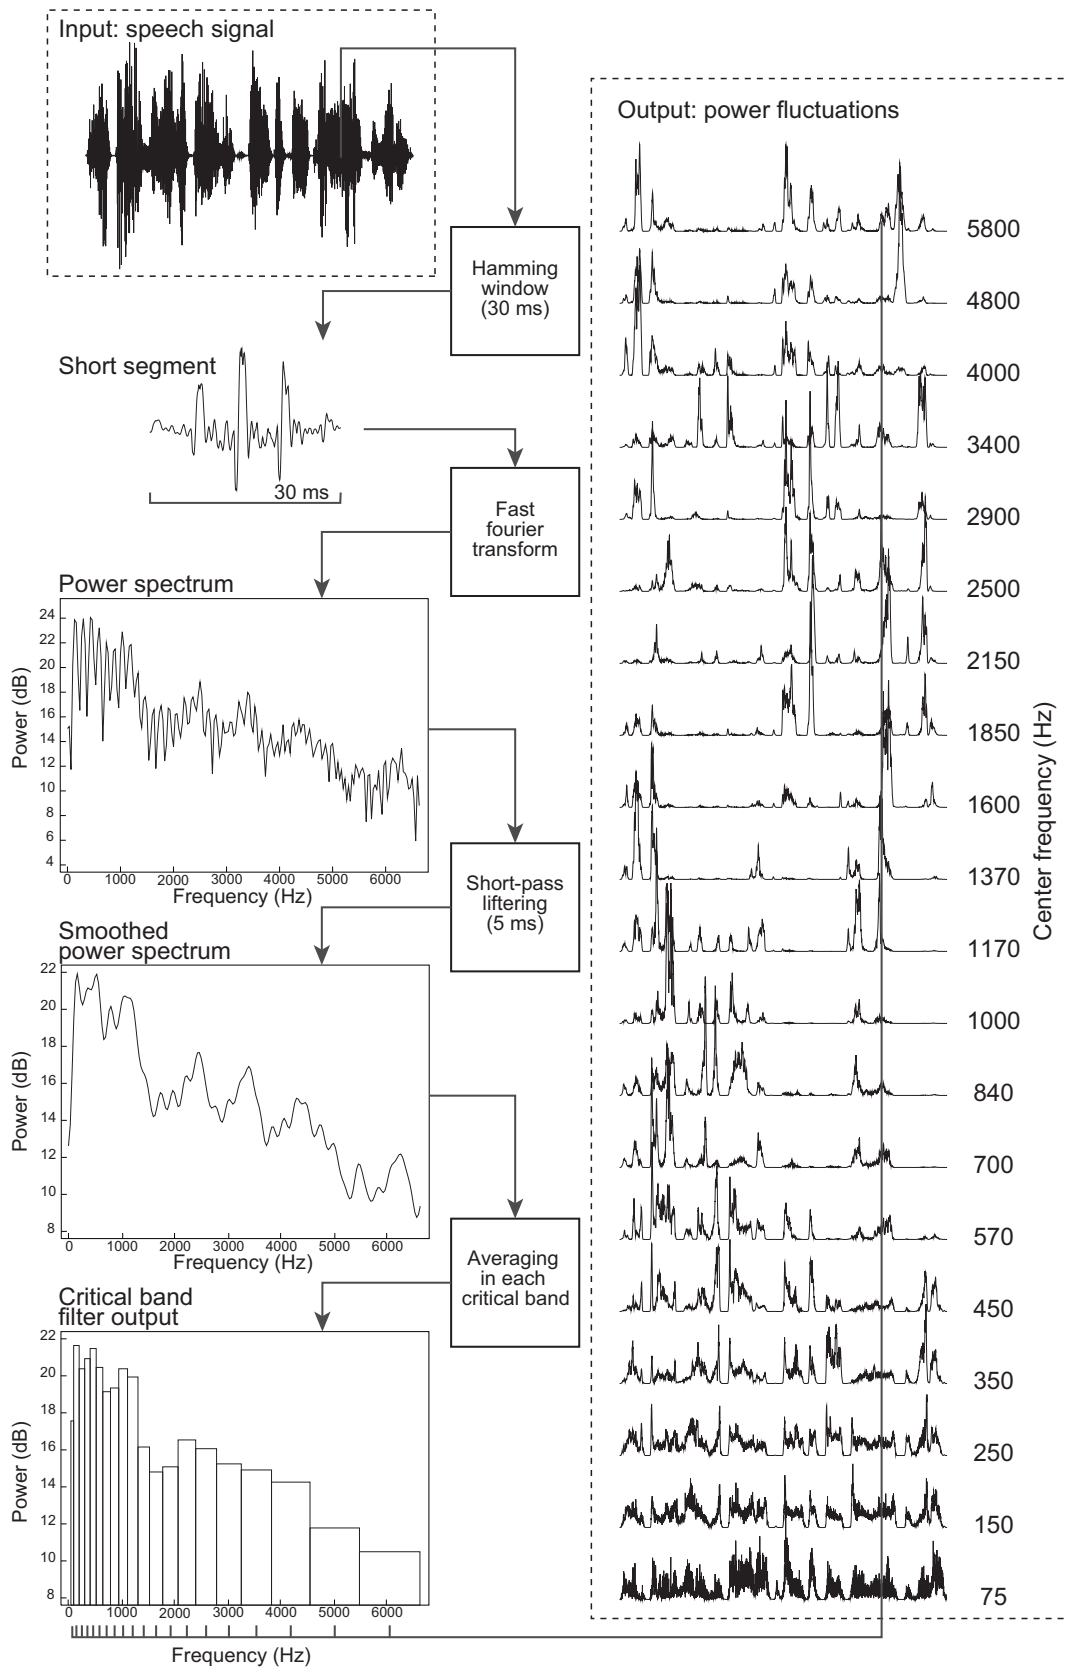 Input: speech signal
Hamming
window
(30 ms)
Short segment
30 ms
Fast
fourier
transform
Power spectrum
Power (dB)
24
22
20
18
16
14
12
10
8
6
4
0 1000 2000 3000 4000 5000 6000
Frequency (Hz)
Short-pass
liftering
(5 ms)
Smoothed
power spectrum
Power (dB)
22
20
18
16
14
12
10
8
0 1000 2000 3000 4000 5000 6000
Frequency (Hz)
Averaging
in each
critical band
Critical band
filter output
Power (dB)
22
20
18
16
14
12
10
8
0 1000 2000 3000 4000 5000 6000
Frequency (Hz)
Output: power fluctuations
5800
4800
4000
3400
2900
2500
2150
1850
1600
1370
1170
1000
840
700
570
450
350
250
150
75
Center frequency (Hz)